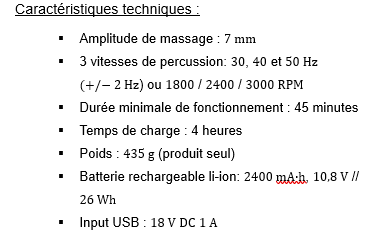 Caractéristiques techniques :
▪ Amplitude de massage : 7 mm
▪ 3 vitesses de percussion: 30, 40 et 50 Hz
(+/− 2 Hz) ou 1800 / 2400 / 3000 RPM
▪ Durée minimale de fonctionnement : 45 minutes
▪ Temps de charge : 4 heures
▪ Poids : 435 g (produit seul)
▪ Batterie rechargeable li-ion: 2400 mA·h, 10,8 V //
26 Wh
▪ Input USB : 18 V DC 1 A